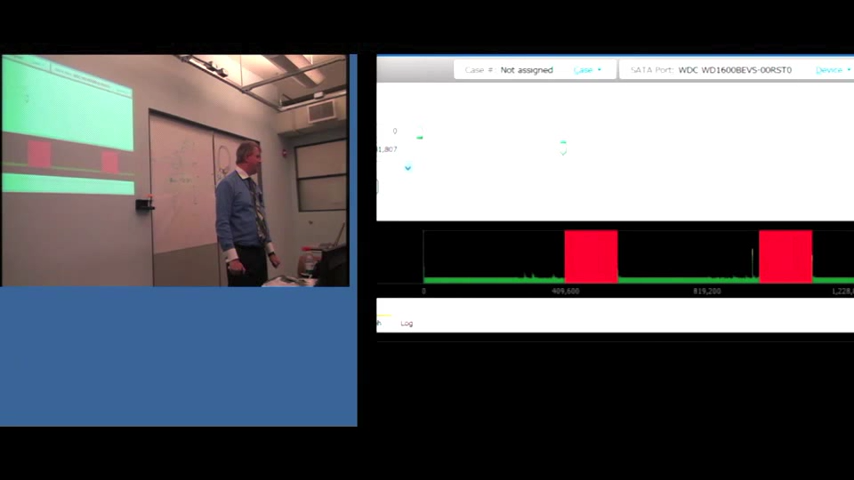 Case # Not assigned Case SATA Port: WDC WD1600BEVS-00RST0 Device
0
Log
0 409,600 819,200